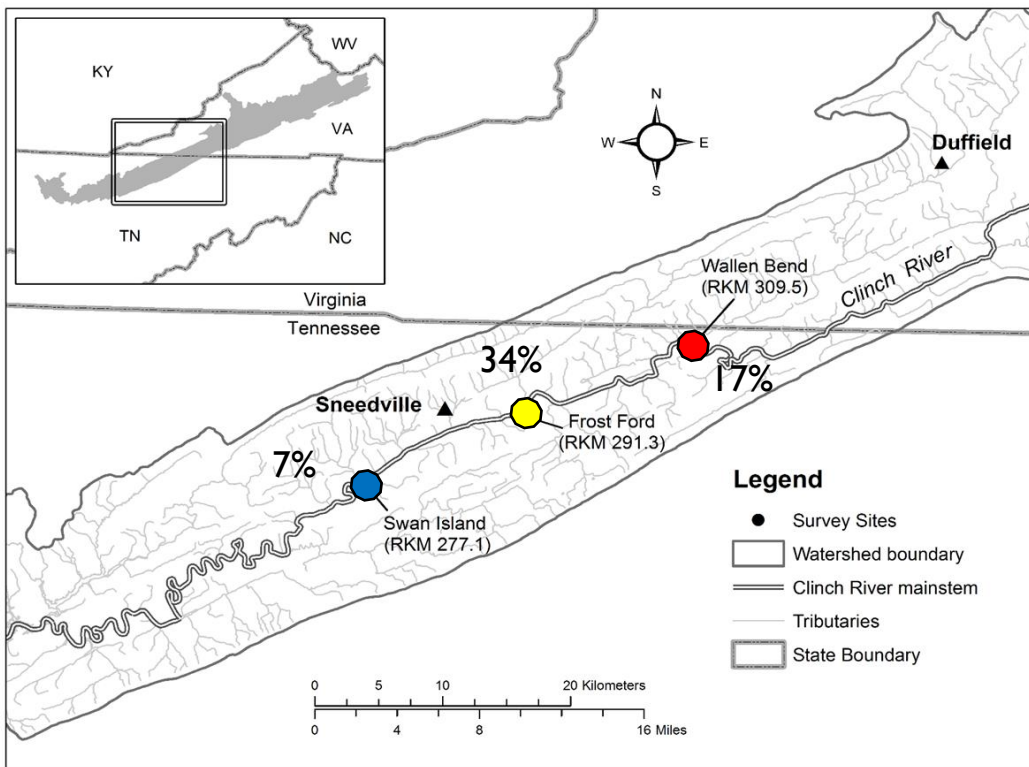 KY
WV
VA
TN
NC
N
W
E
S
Duffield
Wallen Bend
(RKM 309.5)
Clinch River
Virginia
Tennessee
34%
17%
Sneedville
Frost Ford
(RKM 291.3)
7%
Swan Island
(RKM 277.1)
Legend
Survey Sites
Watershed boundary
Clinch River mainstem
Tributaries
State Boundary
0 5 10 20 Kilometers
0 4 8 16 Miles